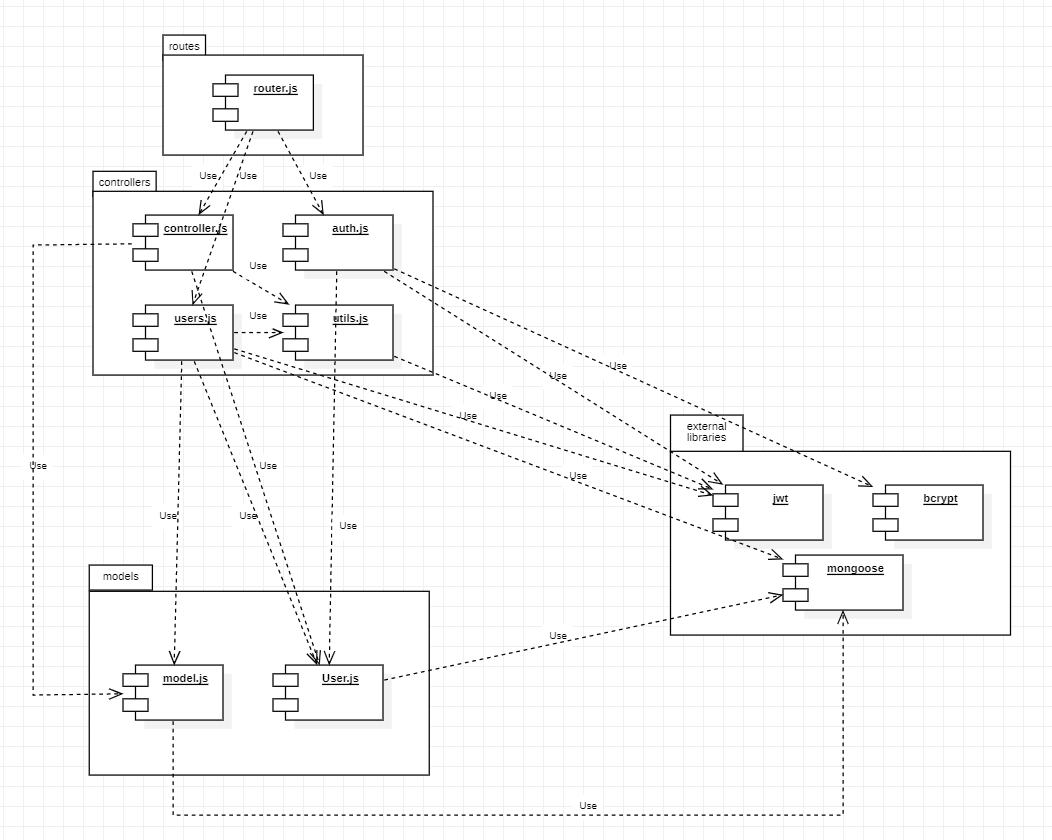 routes
router.js
Use
Use
Use
controllers
controller.js
auth.js
Use
users.js
utils.js
Use
Use
Use
Use
Use
external
libraries
Use
Use
Use
jwt
bcrypt
Use
Use
Use
mongoose
models
Use
model.js
User.js
Use